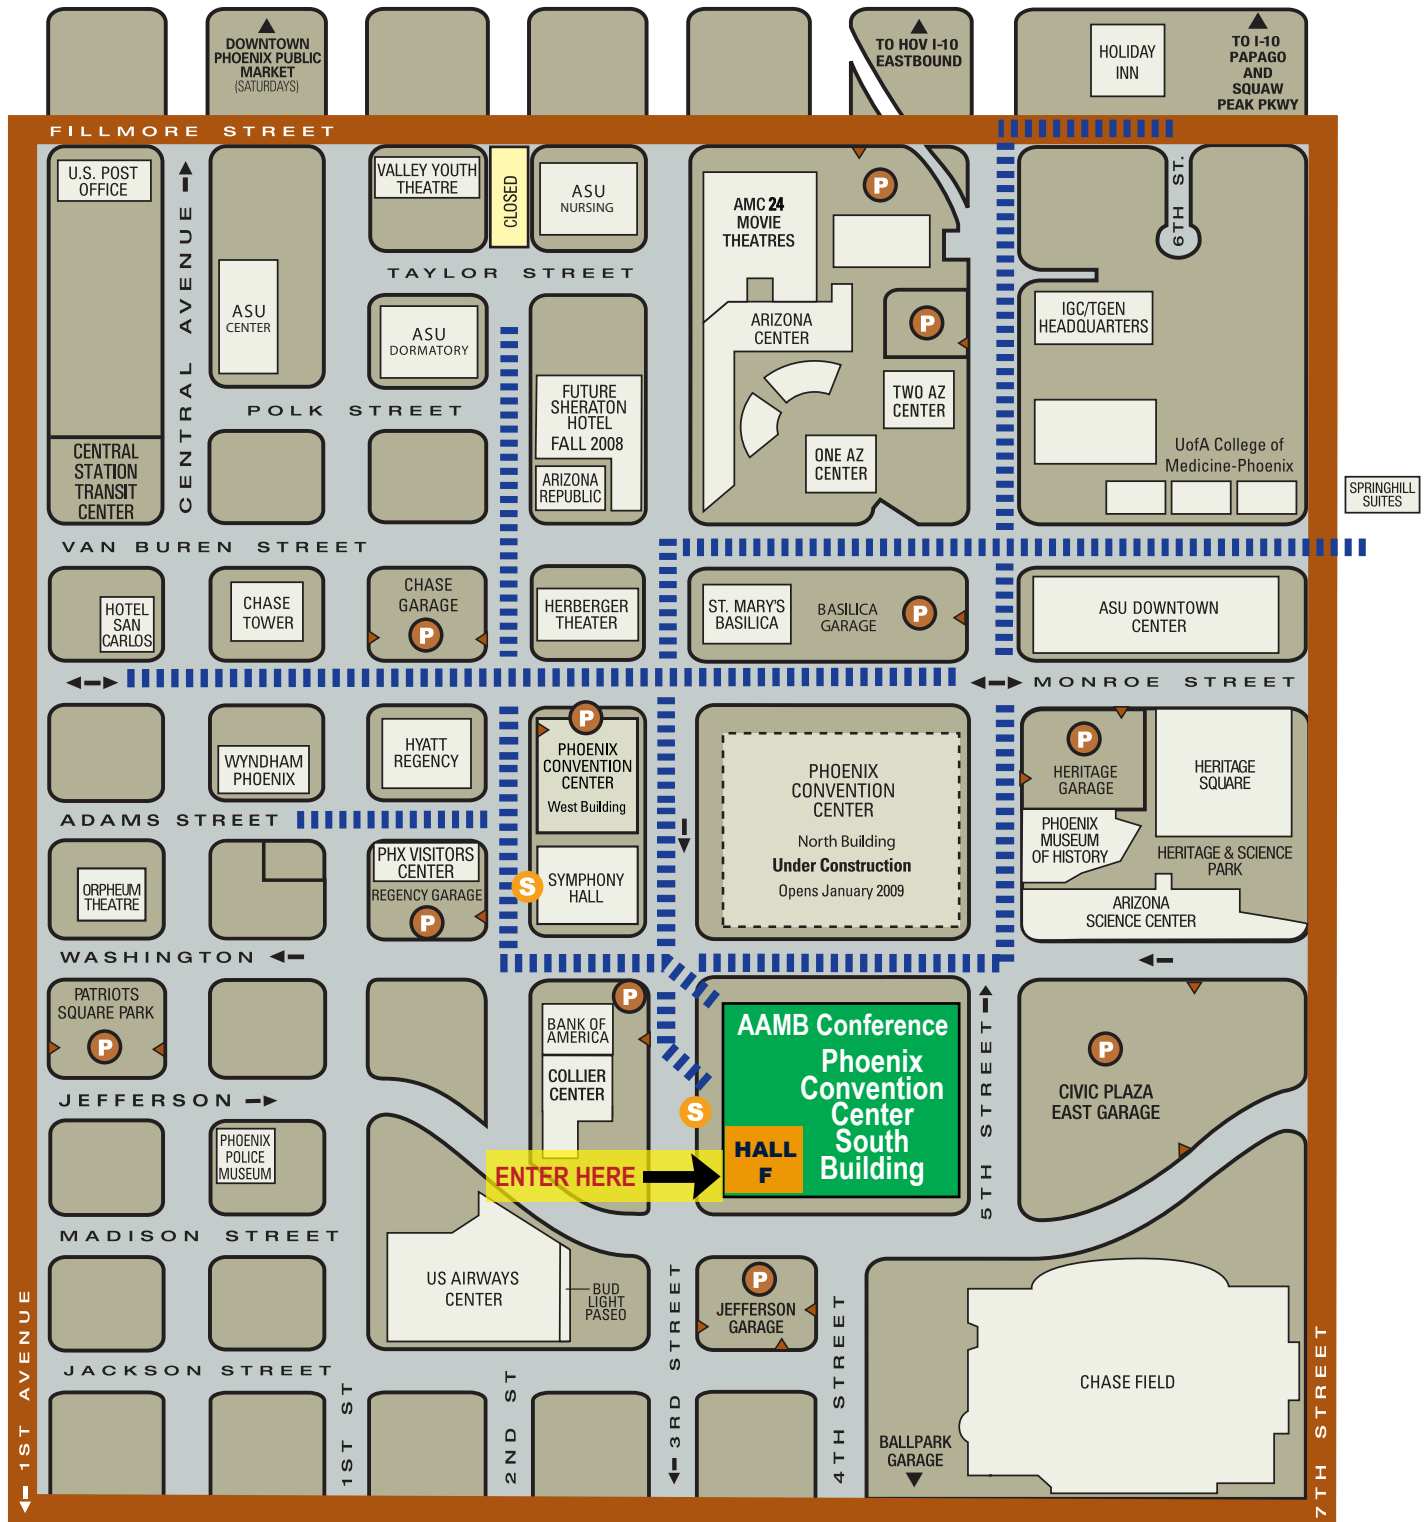 DOWNTOWN
PHOENIX PUBLIC
MARKET
(SATURDAYS)
TO HOV I-10
EASTBOUND
HOLIDAY
INN
TO I-10
PAPAGO
AND
SQUAW
PEAK PKWY
FILLMORE STREET
U.S. POST
OFFICE
CENTRAL AVENUE
VALLEY YOUTH
THEATRE
CLOSED
ASU
NURSING
AMC 24
MOVIE
THEATRES
P
6TH ST.
TAYLOR STREET
ASU
CENTER
ASU
DORMATORY
ARIZONA
CENTER
P
IGC/TGEN
HEADQUARTERS
POLK STREET
FUTURE
SHERATON
HOTEL
FALL 2008
TWO AZ
CENTER
CENTRAL
STATION
TRANSIT
CENTER
ARIZONA
REPUBLIC
ONE AZ
CENTER
UofA College of
Medicine-Phoenix
SPRINGHILL
SUITES
VAN BUREN STREET
HOTEL
SAN
CARLOS
CHASE
TOWER
CHASE
GARAGE
P
HERBERGER
THEATER
ST. MARY'S
BASILICA
BASILICA
GARAGE
P
ASU DOWNTOWN
CENTER
MONROE STREET
WYNDHAM
PHOENIX
HYATT
REGENCY
P
PHOENIX
CONVENTION
CENTER
West Building
PHOENIX
CONVENTION
CENTER
North Building
Under Construction
Opens January 2009
P
HERITAGE
GARAGE
HERITAGE
SQUARE
ADAMS STREET
PHOENIX
MUSEUM
OF HISTORY
HERITAGE & SCIENCE
PARK
ORPHEUM
THEATRE
PHX VISITORS
CENTER
REGENCY GARAGE
P
S
SYMPHONY
HALL
ARIZONA
SCIENCE CENTER
WASHINGTON
PATRIOTS
SQUARE PARK
P
P
BANK OF
AMERICA
COLLIER
CENTER
AAMB Conference
Phoenix
Convention
Center
South
Building
S
HALL
F
5TH STREET
P
CIVIC PLAZA
EAST GARAGE
JEFFERSON
PHOENIX
POLICE
MUSEUM
ENTER HERE
MADISON STREET
US AIRWAYS
CENTER
BUD
LIGHT
PASEO
P
JEFFERSON
GARAGE
CHASE FIELD
JACKSON STREET
BALLPARK
GARAGE
1ST AVENUE
1ST ST
2ND ST
3RD STREET
4TH STREET
7TH STREET